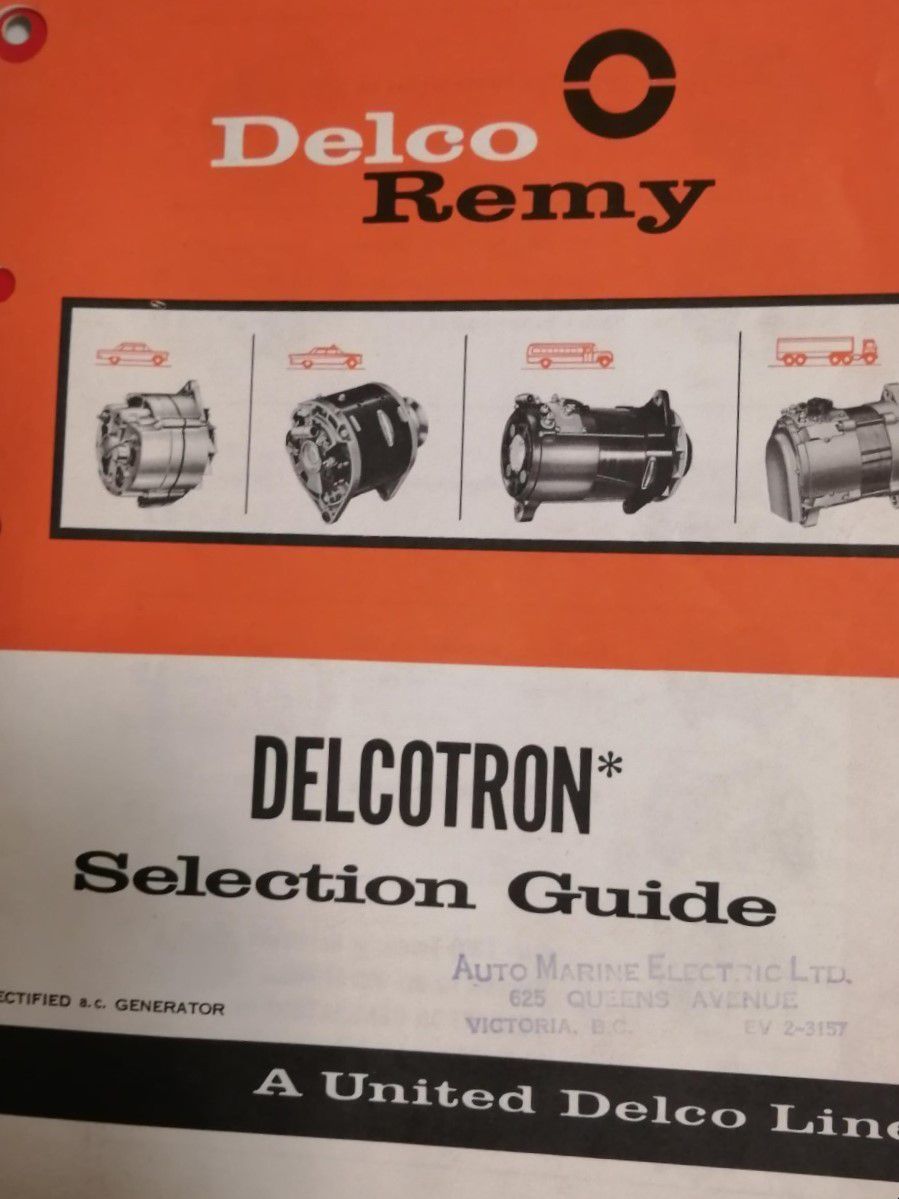 Delco
Remy
DELCOTRON*
Selection Guide
AUTO MARINE ELECTRIC LTD.
625 QUEENS AVENUE
VICTORIA, B.C. EV 2-3157
ECTIFIED a.c. GENERATOR
A United Delco Line